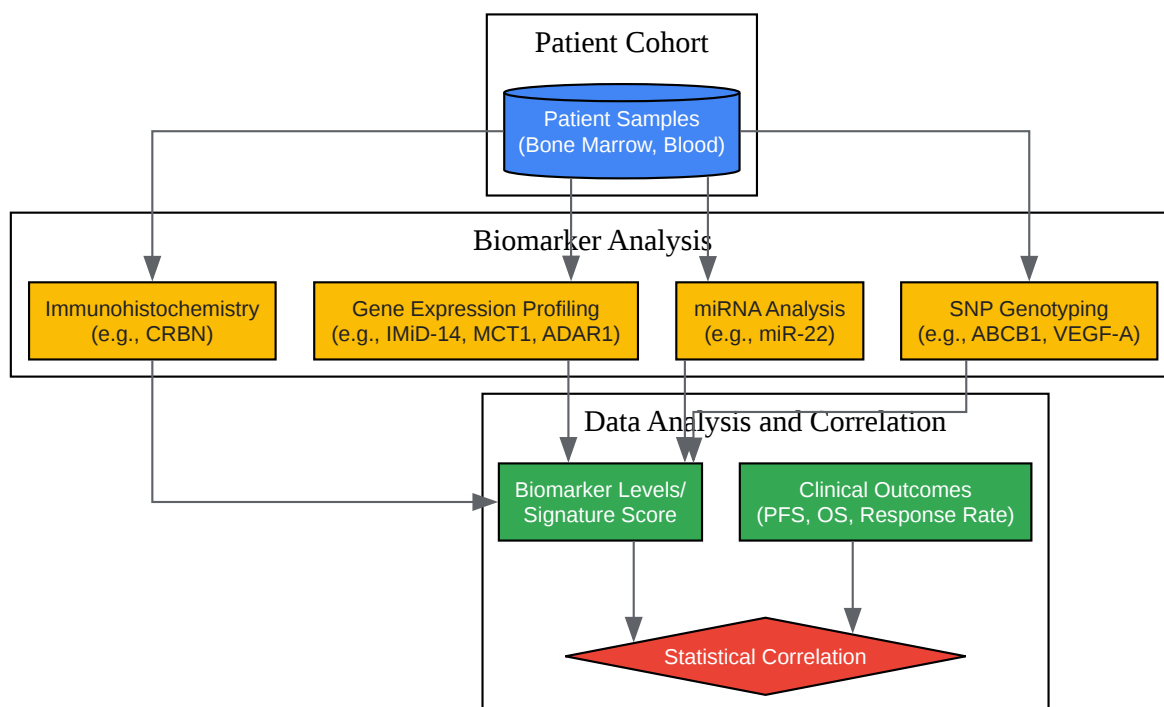 Patient Cohort
Patient Samples
(Bone Marrow, Blood)
Biomarker Analysis
Immunohistochemistry
(e.g., CRBN)
Gene Expression Profiling
(e.g., IMiD-14, MCT1, ADAR1)
miRNA Analysis
(e.g., miR-22)
SNP Genotyping
(e.g., ABCB1, VEGF-A)
Data Analysis and Correlation
Biomarker Levels/
Signature Score
Clinical Outcomes
(PFS, OS, Response Rate)
Statistical Correlation